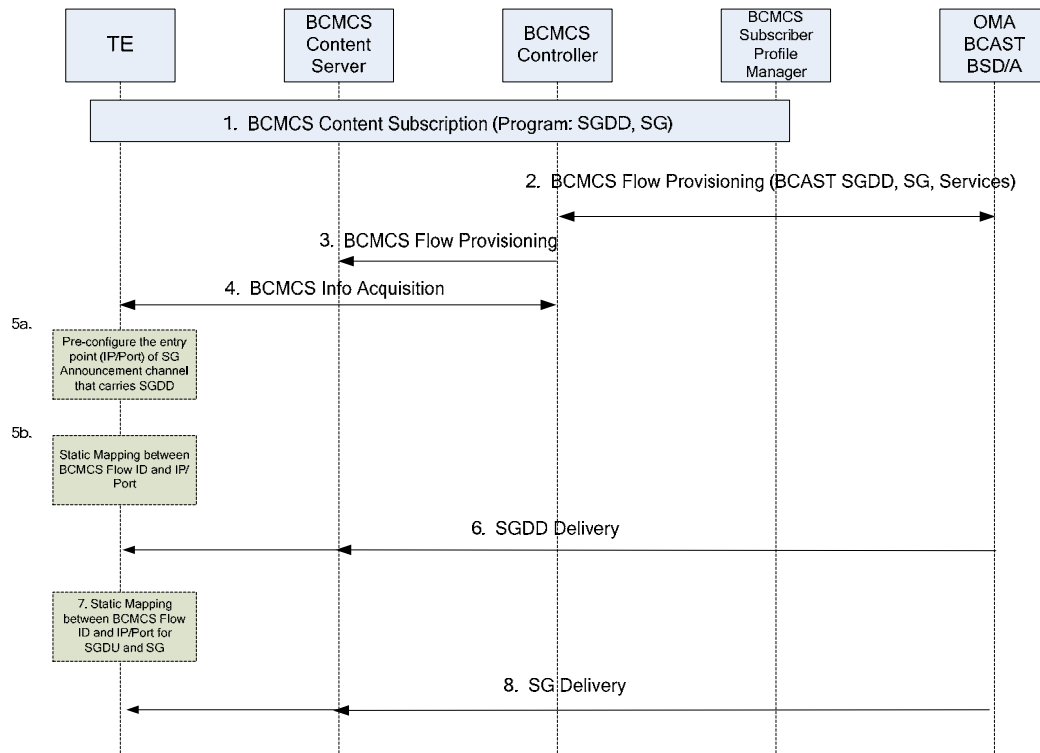 TE
BCMCS
Content
Server
BCMCS
Controller
BCMCS
Subscriber
Profile
Manager
OMA
BCAST
BSD/A
1. BCMCS Content Subscription (Program: SGDD, SG)
2. BCMCS Flow Provisioning (BCAST SGDD, SG, Services)
3. BCMCS Flow Provisioning
4. BCMCS Info Acquisition
5a.
Pre-configure the entry
point (IP/Port) of SG
Announcement channel
that carries SGDD
5b.
Static Mapping between
BCMCS Flow ID and IP/
Port
6. SGDD Delivery
7. Static Mapping
between BCMCS Flow
ID and IP/Port for
SGDU and SG
8. SG Delivery